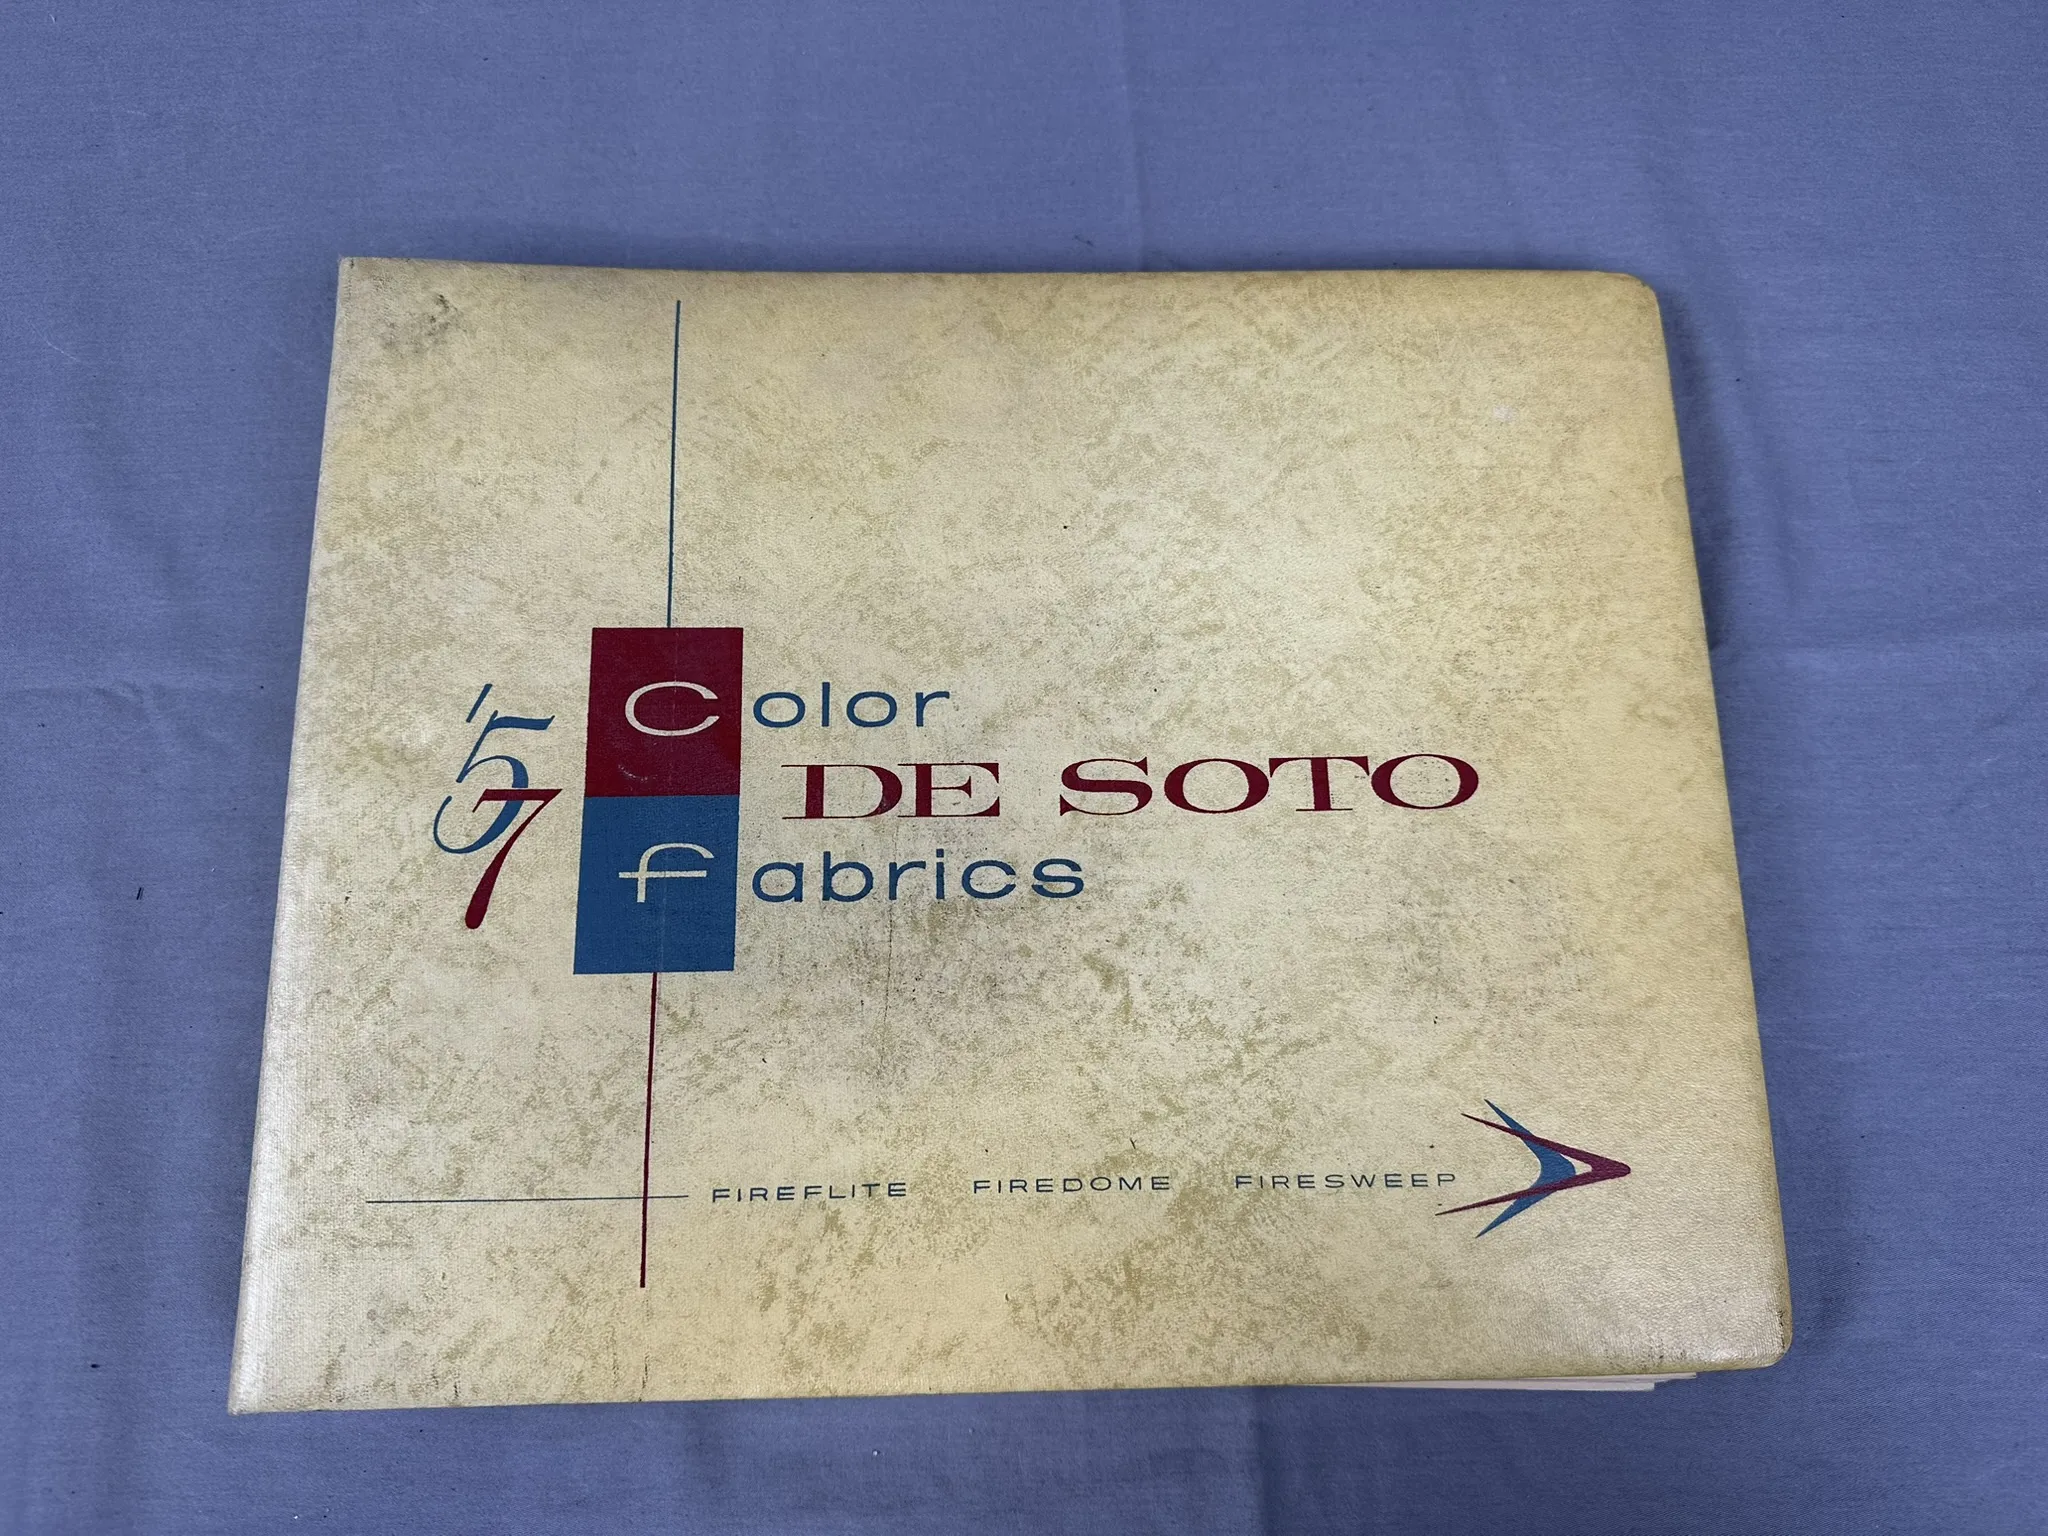 '57
Color
DE SOTO
fabrics
FIREFLITE FIREDOME FIRESWEEP